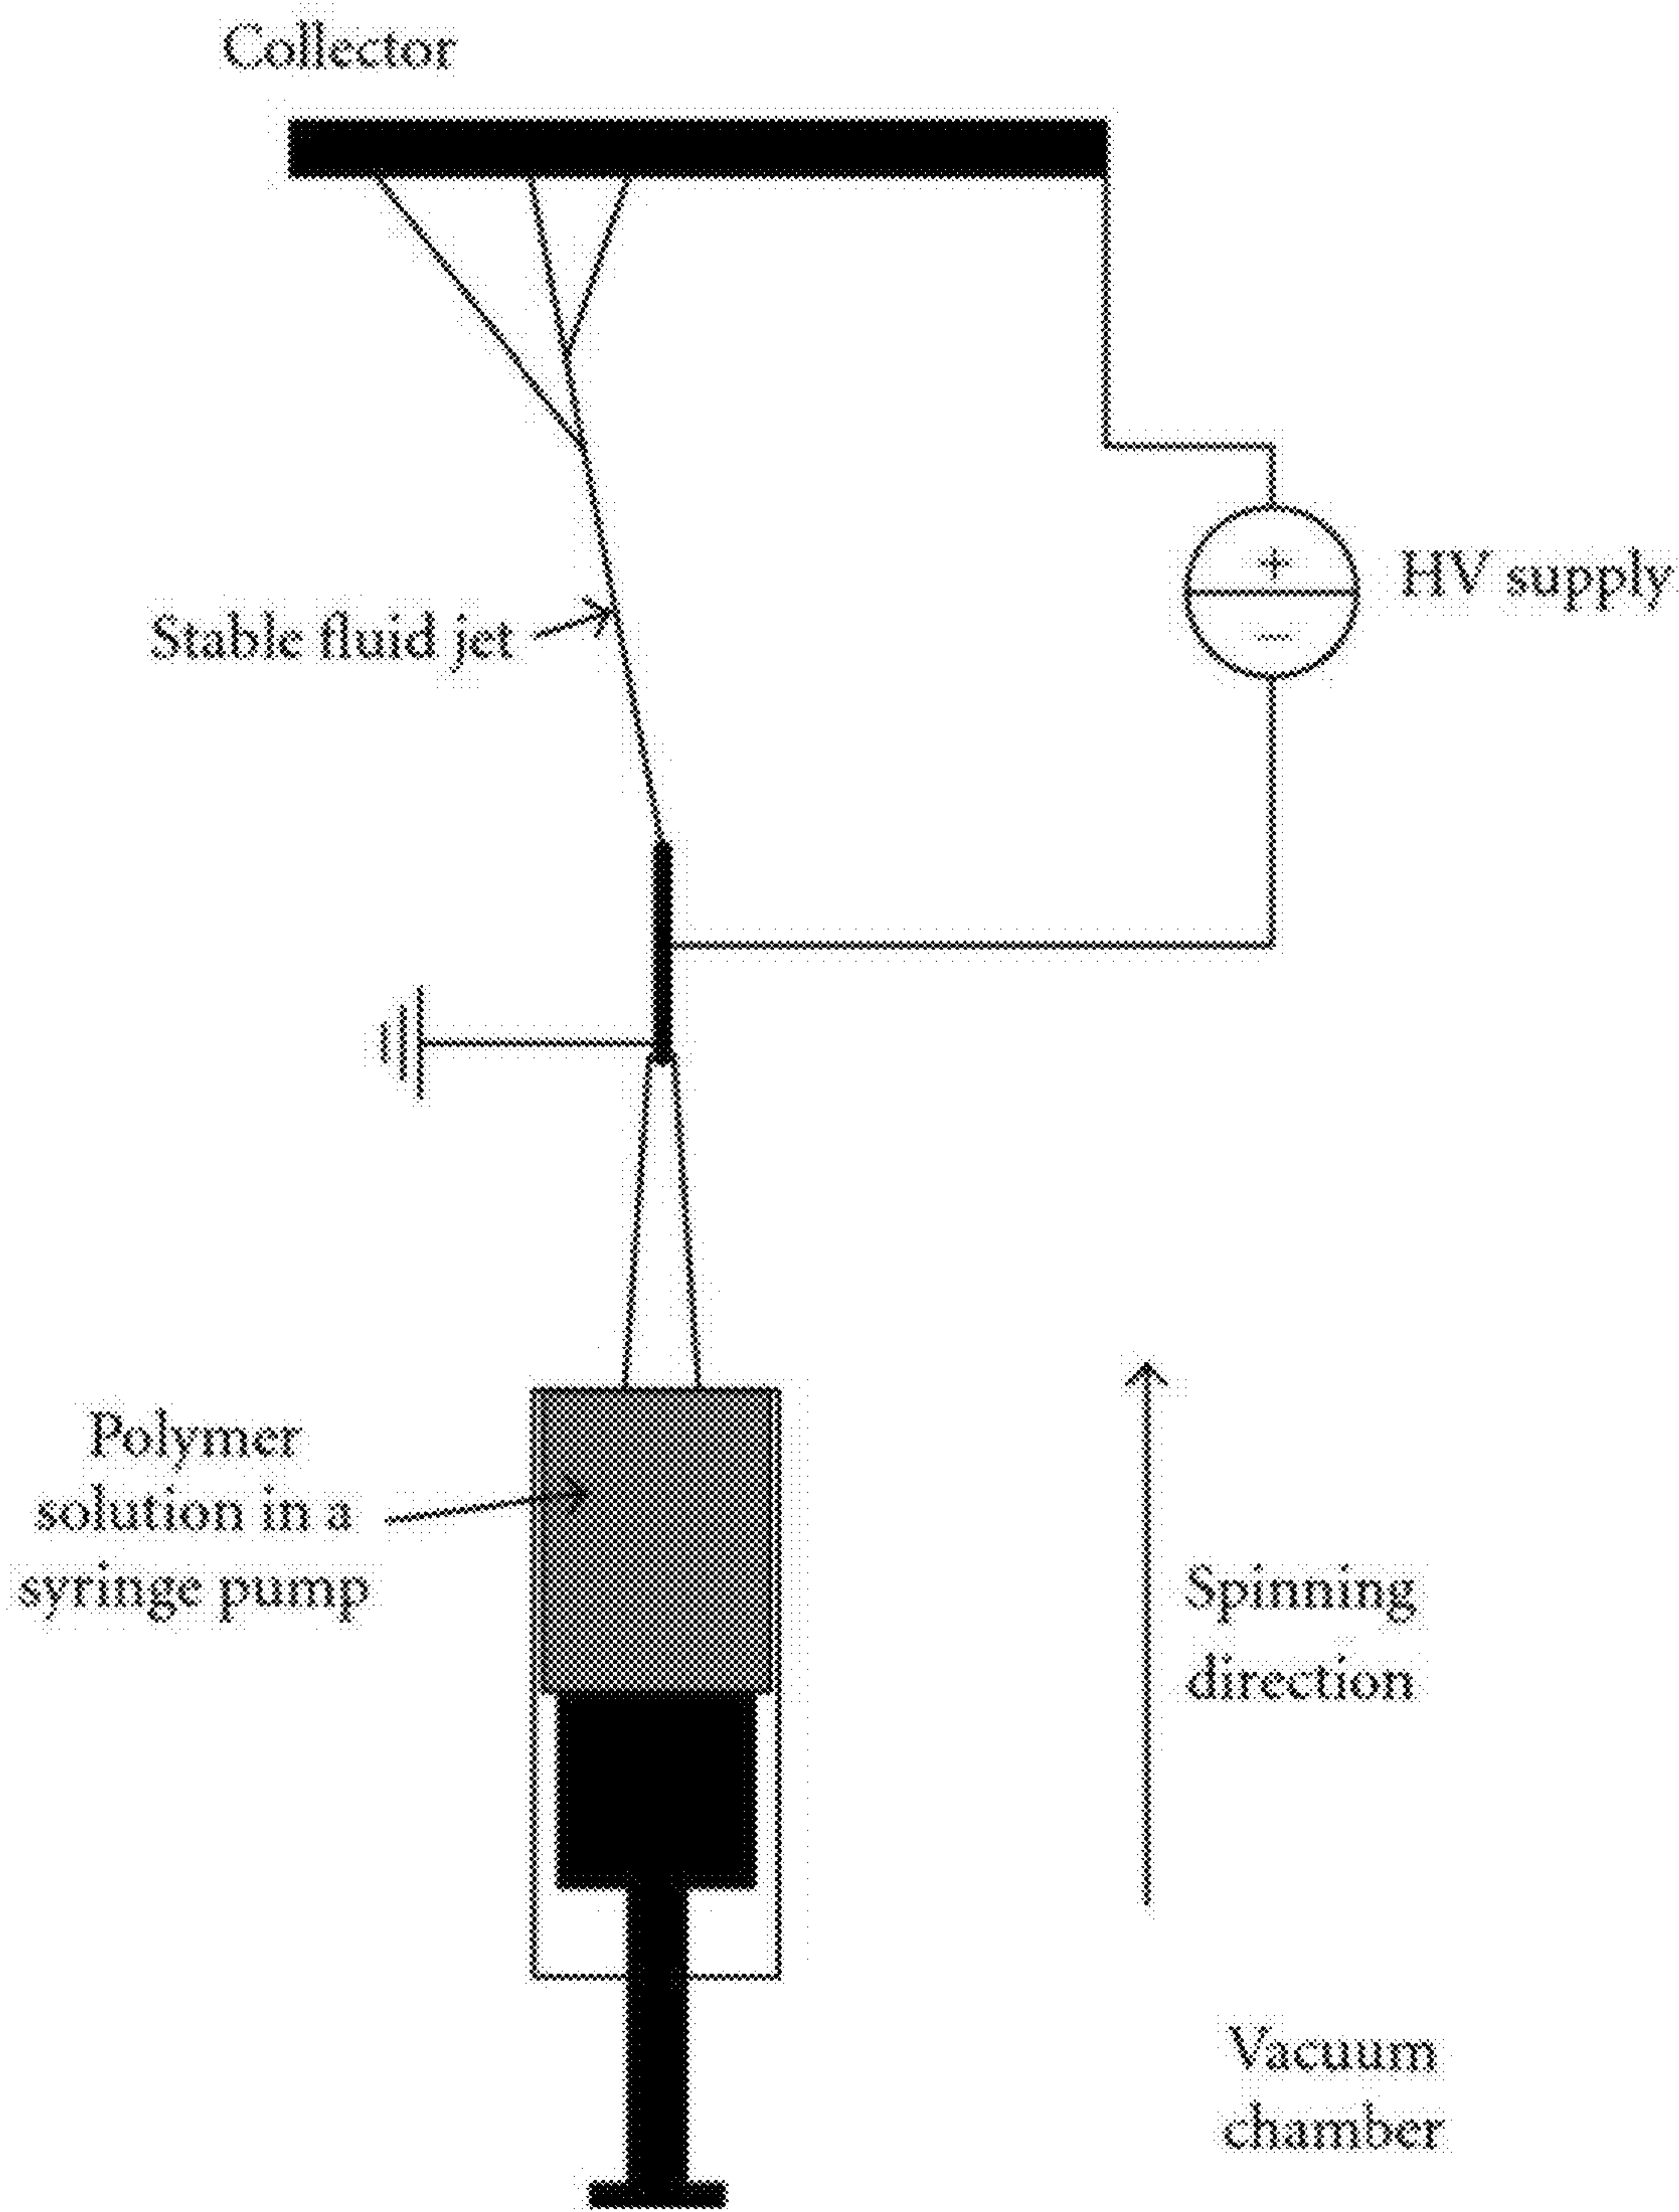 Collector
+
HV supply
Stable fluid jet
Polymer
solution in a
syringe pump
Spinning
direction
Vacuum
chamber